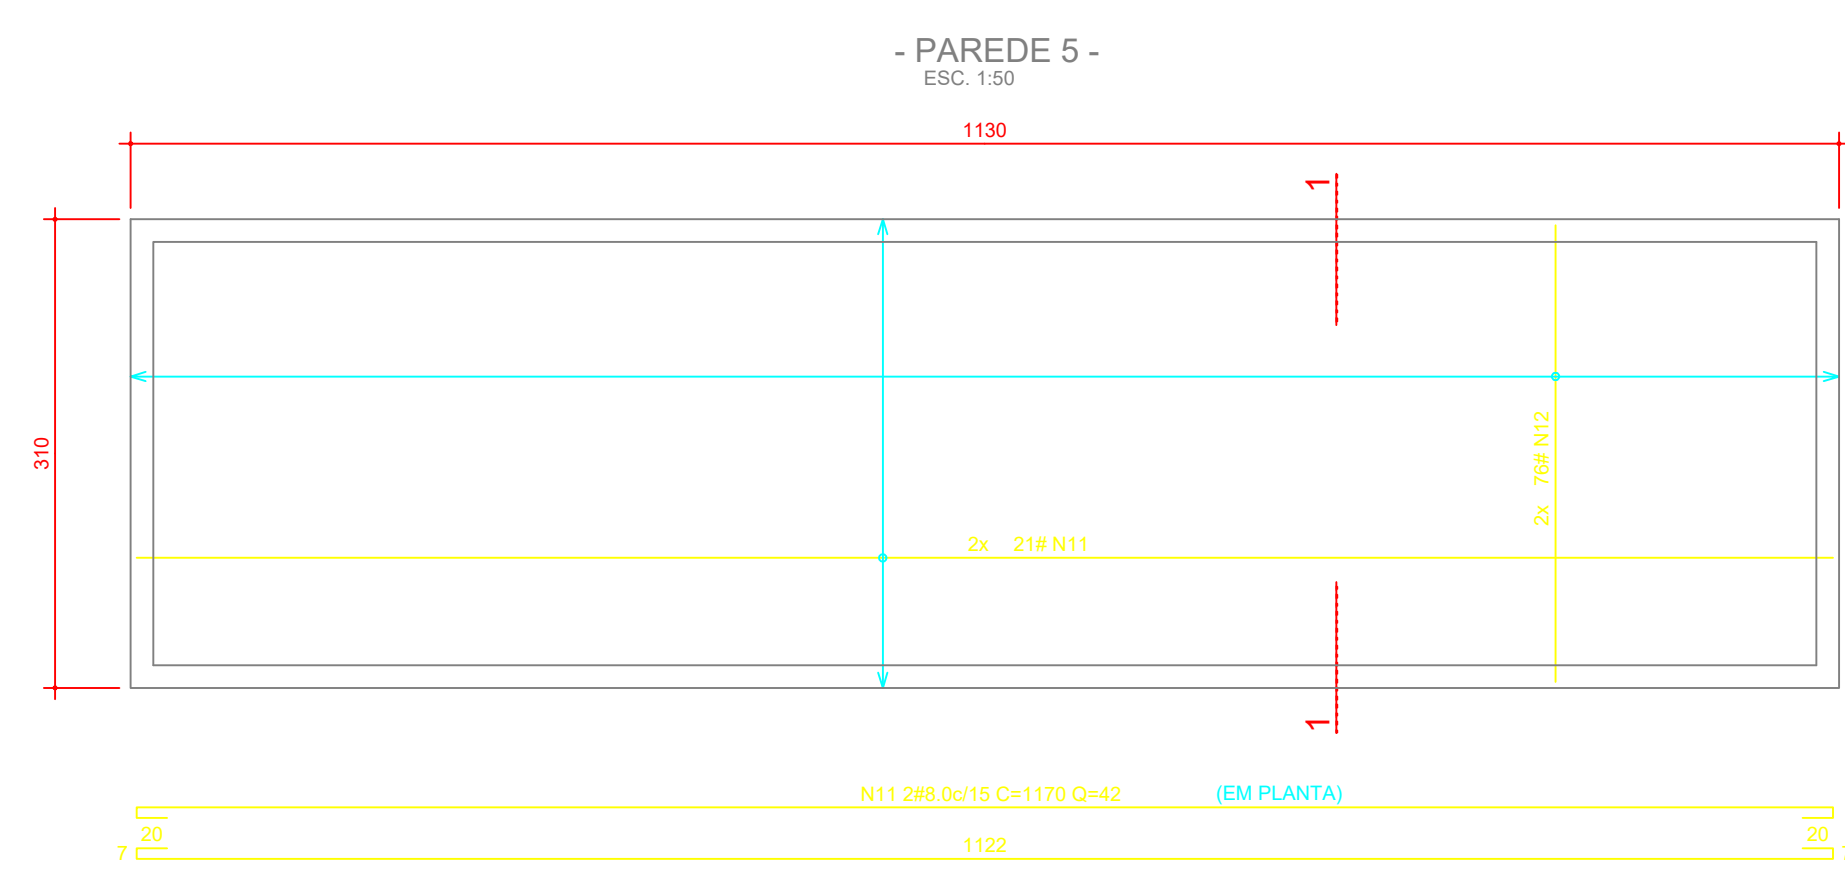 - PAREDE 5 -
ESC. 1:50
1130
1
310
2x 76# N12
2x 21# N11
1
N11 2#8.0c/15 C=1170 Q=42 (EM PLANTA)
20 20
7 1122